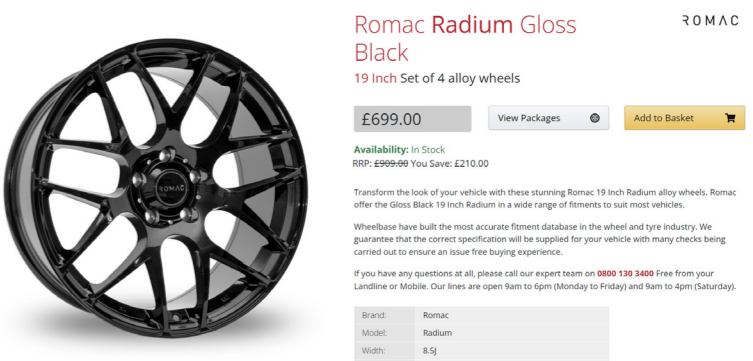 Romac Radium Gloss
Black
ROMAC
19 Inch Set of 4 alloy wheels
£699.00
View Packages
Add to Basket
Availability: In Stock
RRP: £909.00 You Save: £210.00
Transform the look of your vehicle with these stunning Romac 19 Inch Radium alloy wheels. Romac
offer the Gloss Black 19 Inch Radium in a wide range of fitments to suit most vehicles.
Wheelbase have built the most accurate fitment database in the wheel and tyre industry. We
guarantee that the correct specification will be supplied for your vehicle with many checks being
carried out to ensure an issue free buying experience.
If you have any questions at all, please call our expert team on 0800 130 3400 Free from your
Landline or Mobile. Our lines are open 9am to 6pm (Monday to Friday) and 9am to 4pm (Saturday).
Brand: Romac
Model: Radium
Width: 8.5J
ROMAC